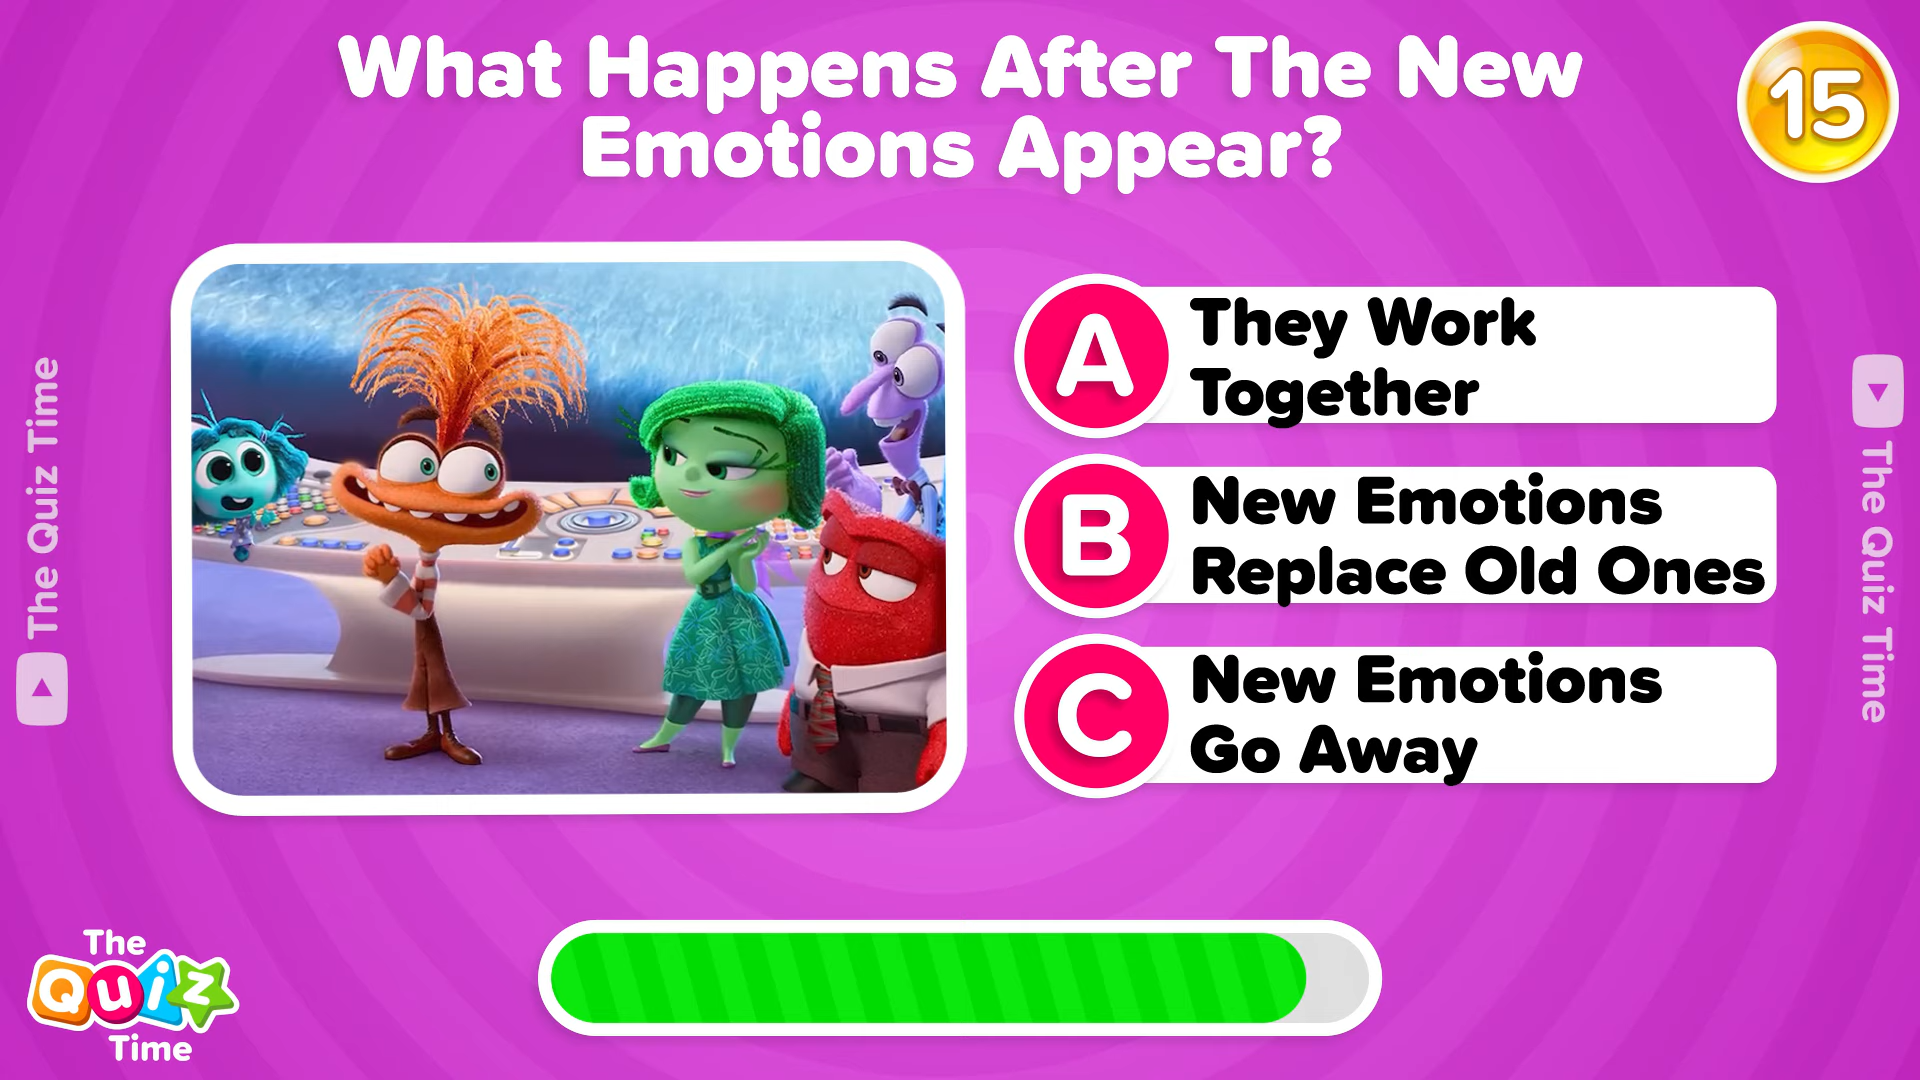 What Happens After The New
Emotions Appear?
15
A
They Work
Together
B
New Emotions
Replace Old Ones
C
New Emotions
Go Away
The Quiz Time
The Quiz Time
The
Quiz
Time